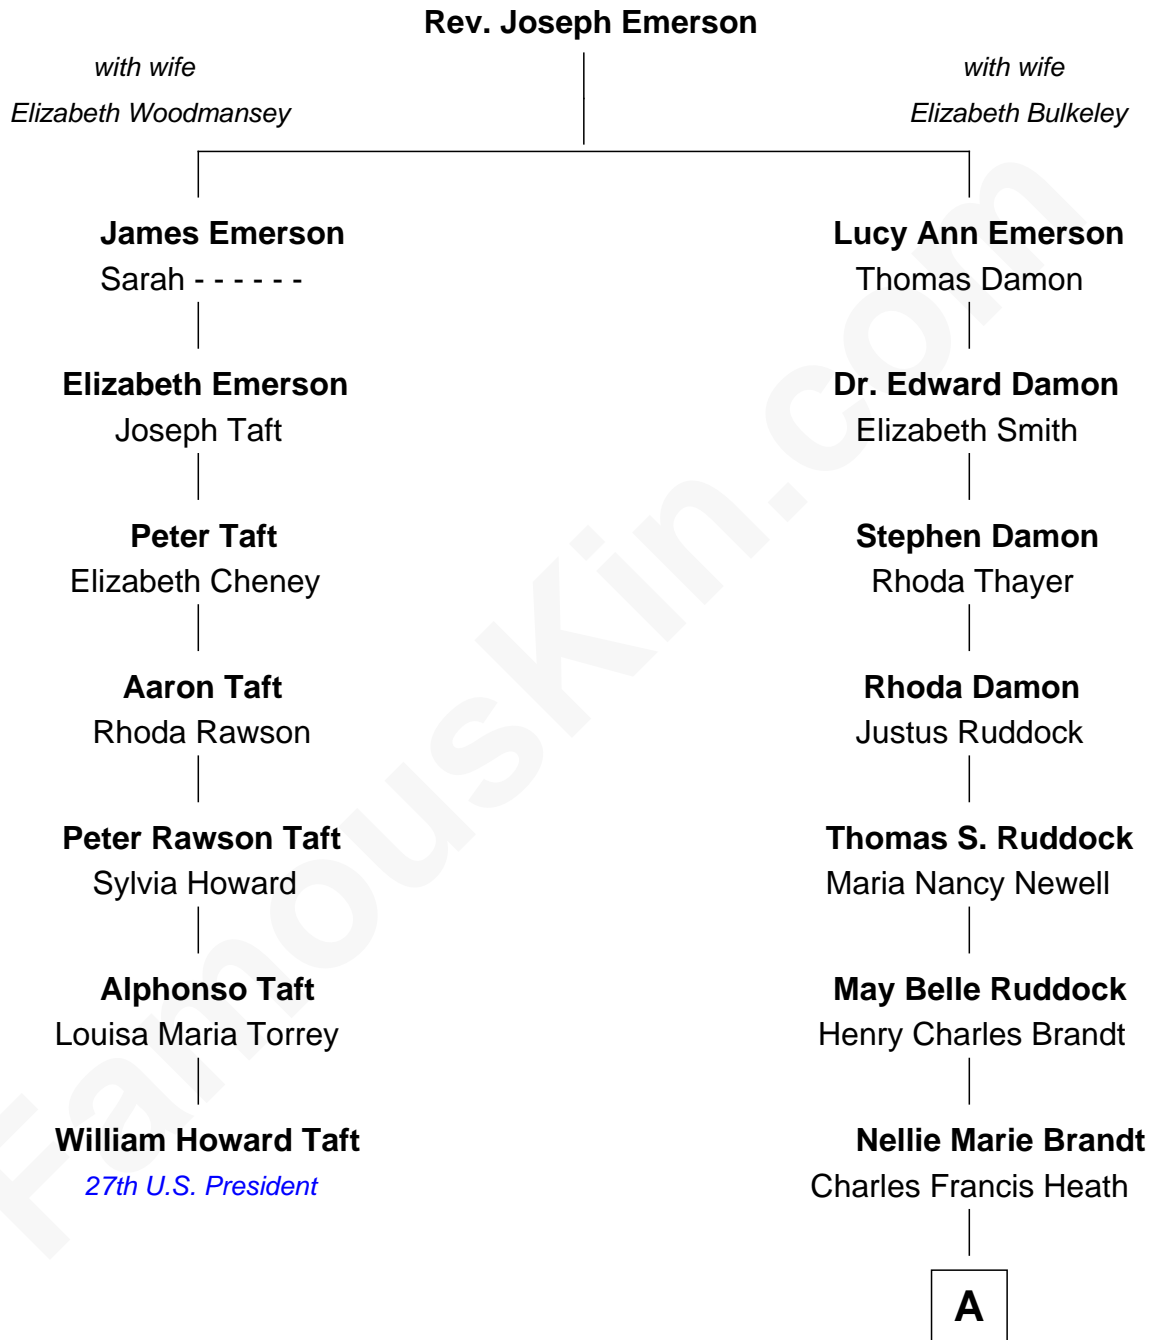 Rev. Joseph Emerson
with wife
Elizabeth Woodmansey
with wife
Elizabeth Bulkeley
James Emerson
Sarah - - - - - -
Elizabeth Emerson
Joseph Taft
Peter Taft
Elizabeth Cheney
Aaron Taft
Rhoda Rawson
Peter Rawson Taft
Sylvia Howard
Alphonso Taft
Louisa Maria Torrey
William Howard Taft
27th U.S. President
Lucy Ann Emerson
Thomas Damon
Dr. Edward Damon
Elizabeth Smith
Stephen Damon
Rhoda Thayer
Rhoda Damon
Justus Ruddock
Thomas S. Ruddock
Maria Nancy Newell
May Belle Ruddock
Henry Charles Brandt
Nellie Marie Brandt
Charles Francis Heath
A
FamousKin.com